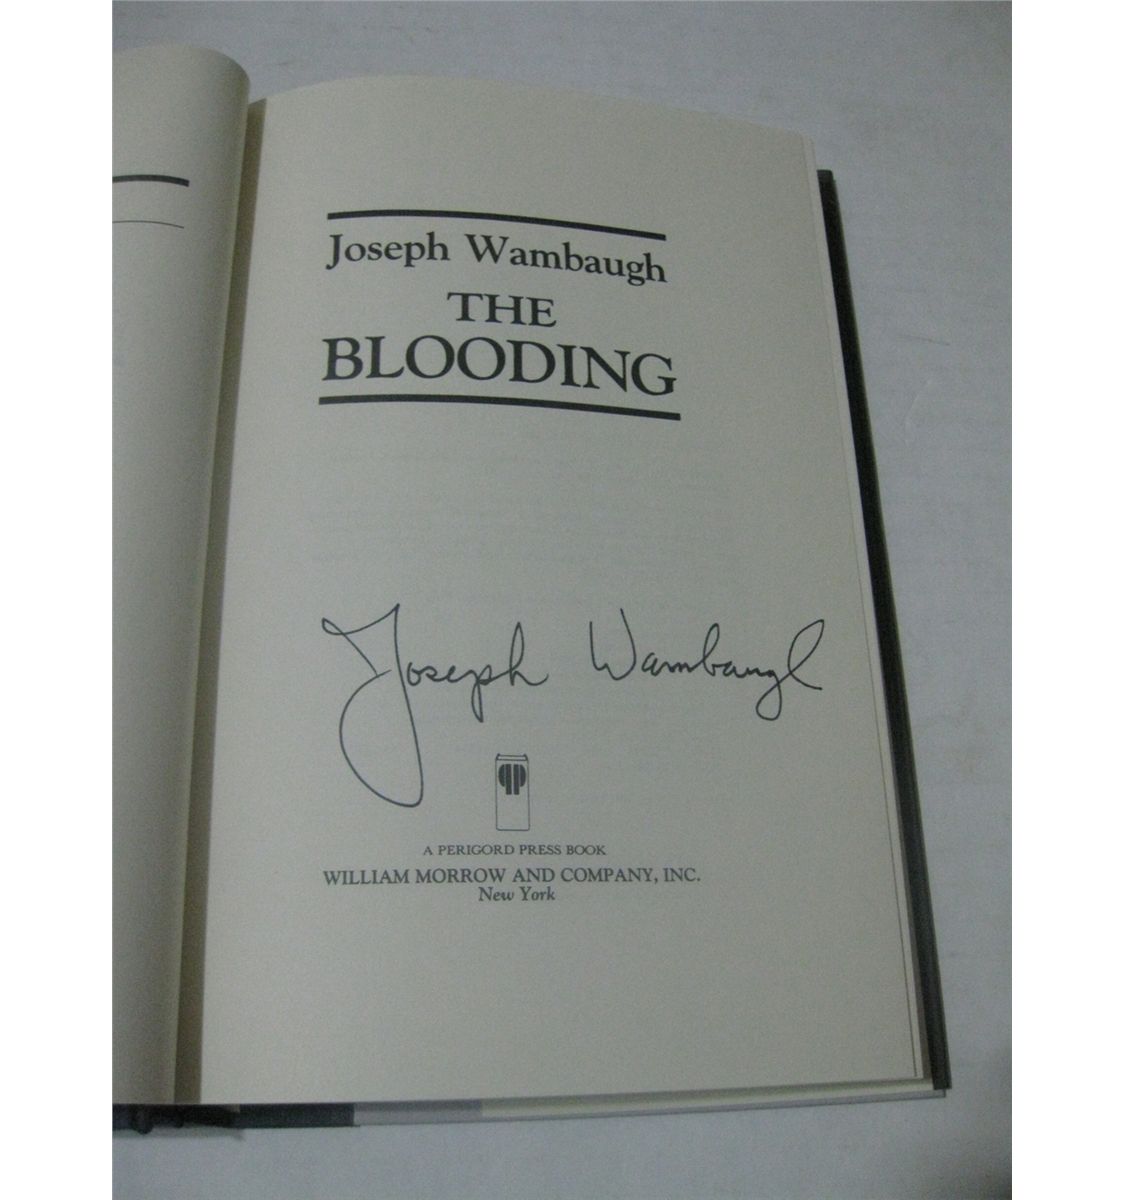 Joseph Wambaugh
THE
BLOODING
Joseph Wambaugh
A PERIGORD PRESS BOOK
WILLIAM MORROW AND COMPANY, INC.
New York